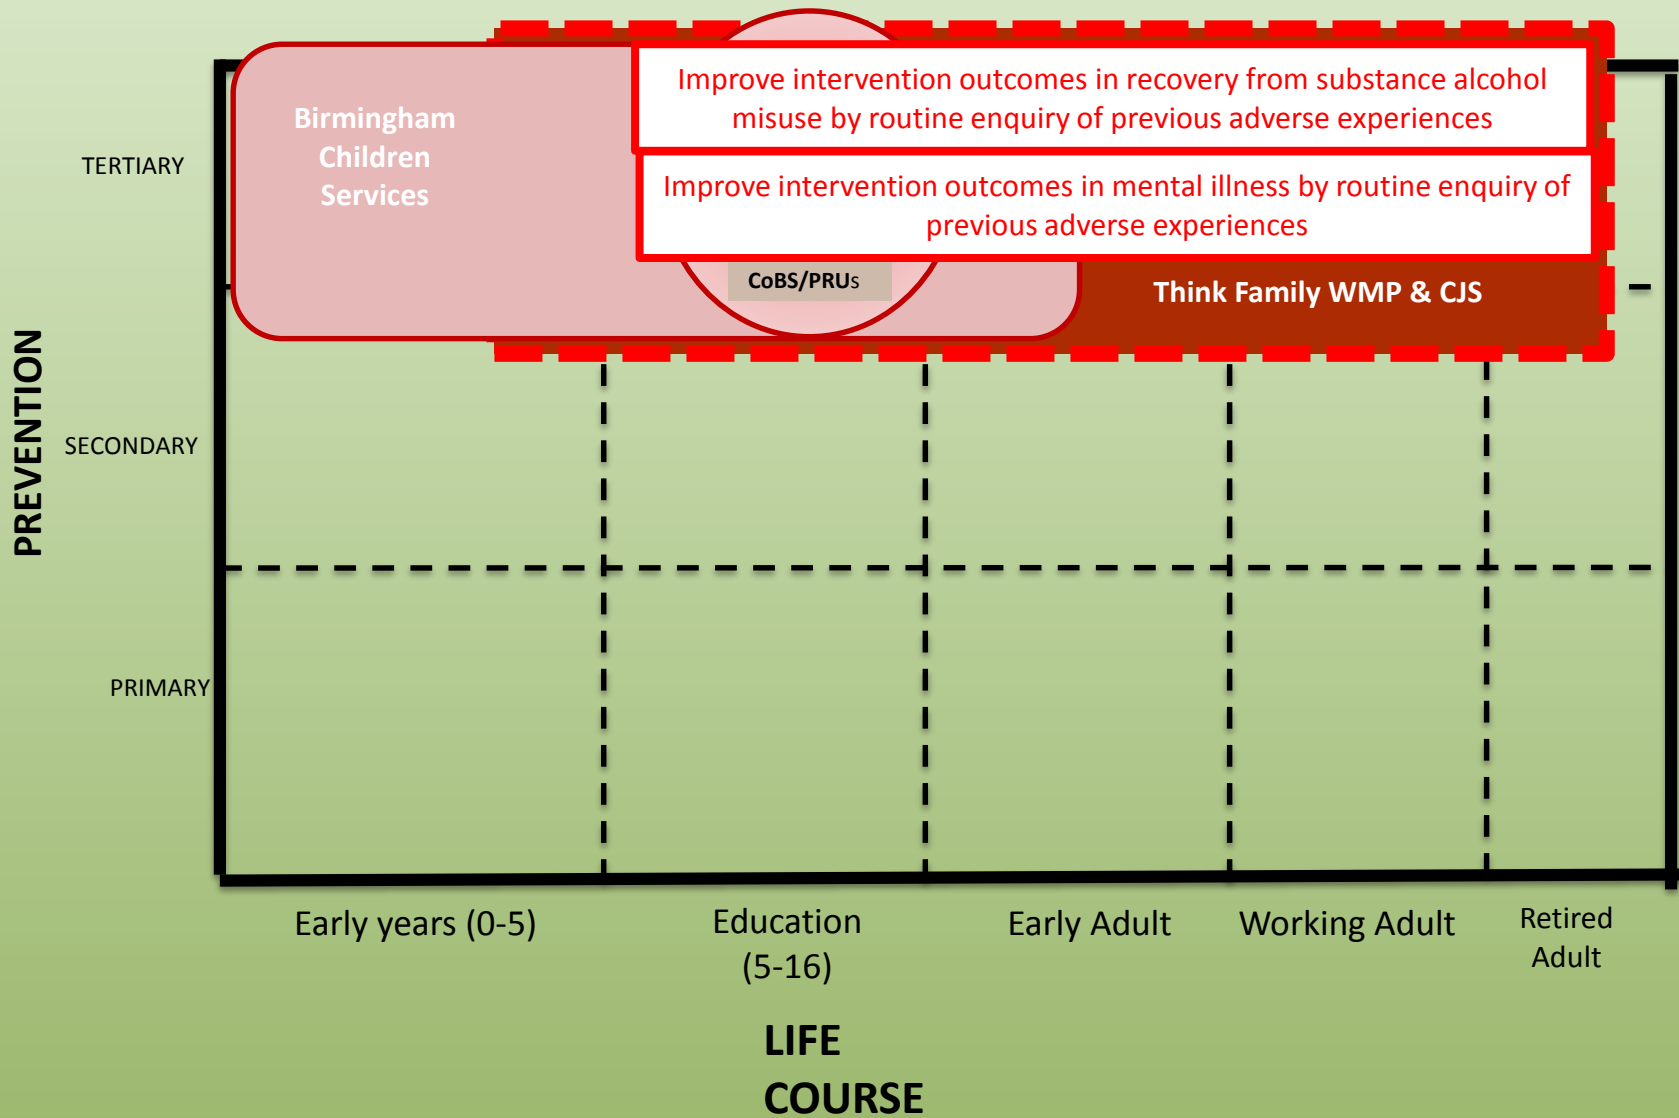 Improve intervention outcomes in recovery from substance alcohol
misuse by routine enquiry of previous adverse experiences
Birmingham
Children
Services
TERTIARY
Improve intervention outcomes in mental illness by routine enquiry of
previous adverse experiences
CoBS/PRUs
Think Family WMP & CJS
PREVENTION
SECONDARY
PRIMARY
Early years (0-5)
Education
(5-16)
Early Adult
Working Adult
Retired
Adult
LIFE
COURSE